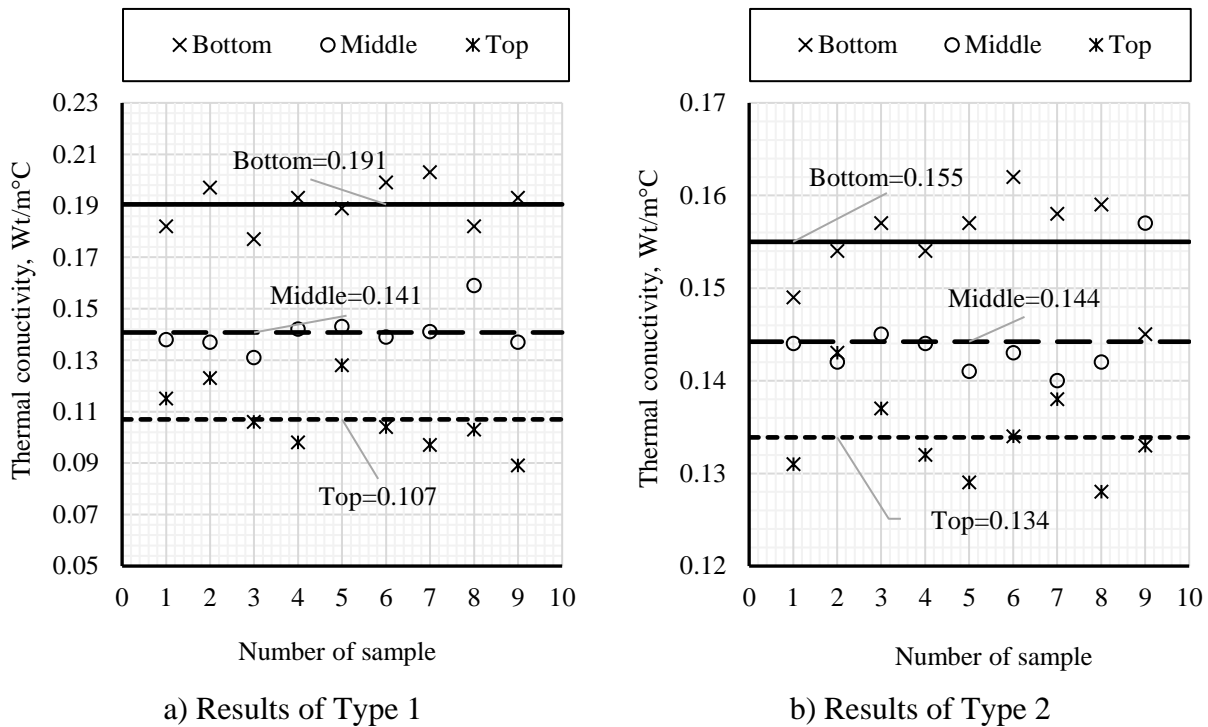 Bottom Middle Top
0.23
0.21
0.19
0.17
0.15
0.13
0.11
0.09
0.07
0.05
Thermal conuctivity, Wt/m°C
Bottom=0.191
Middle=0.141
Top=0.107
0 1 2 3 4 5 6 7 8 9 10
Number of sample
a) Results of Type 1
Bottom Middle Top
0.17
0.16
0.15
0.14
0.13
0.12
Thermal conuctivity, Wt/m°C
Bottom=0.155
Middle=0.144
Top=0.134
0 1 2 3 4 5 6 7 8 9 10
Number of sample
b) Results of Type 2